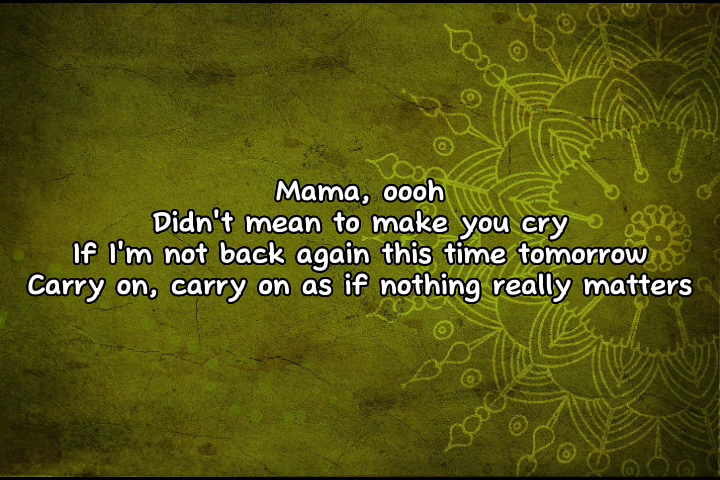 Mama, oooh
Didn't mean to make you cry
If I'm not back again this time tomorrow
Carry on, carry on as if nothing really matters